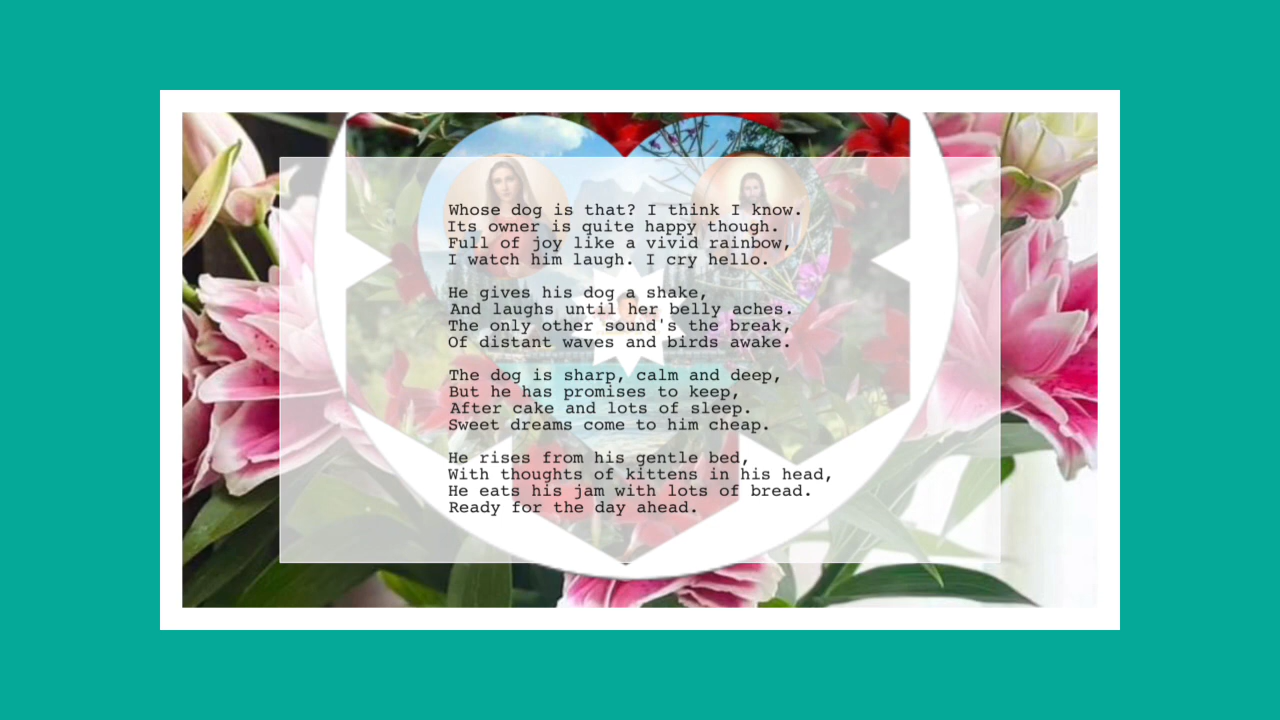 Whose dog is that? I think I know.
Its owner is quite happy though.
Full of joy like a vivid rainbow,
I watch him laugh. I cry hello.
He gives his dog a shake,
And laughs until her belly aches.
The only other sound's the break,
Of distant waves and birds awake.
The dog is sharp, calm and deep,
But he has promises to keep,
After cake and lots of sleep.
Sweet dreams come to him cheap.
He rises from his gentle bed,
With thoughts of kittens in his head,
He eats his jam with lots of bread.
Ready for the day ahead.